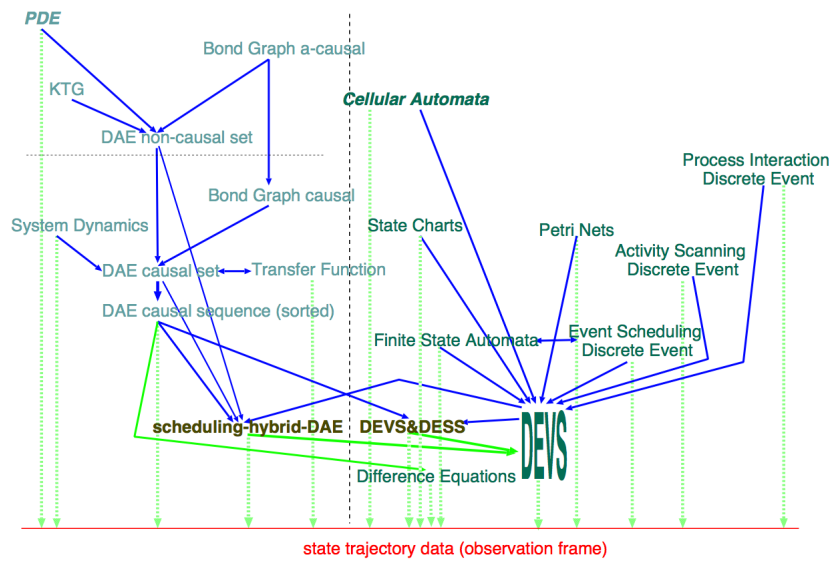 PDE
Bond Graph a-causal
KTG
Cellular Automata
DAE non-causal set
Process Interaction
Discrete Event
Bond Graph causal
System Dynamics
State Charts
Petri Nets
Activity Scanning
Discrete Event
DAE causal set
Transfer Function
DAE causal sequence (sorted)
Finite State Automata
Event Scheduling
Discrete Event
scheduling-hybrid-DAE
DEVS&DESS
DEVS
Difference Equations
state trajectory data (observation frame)